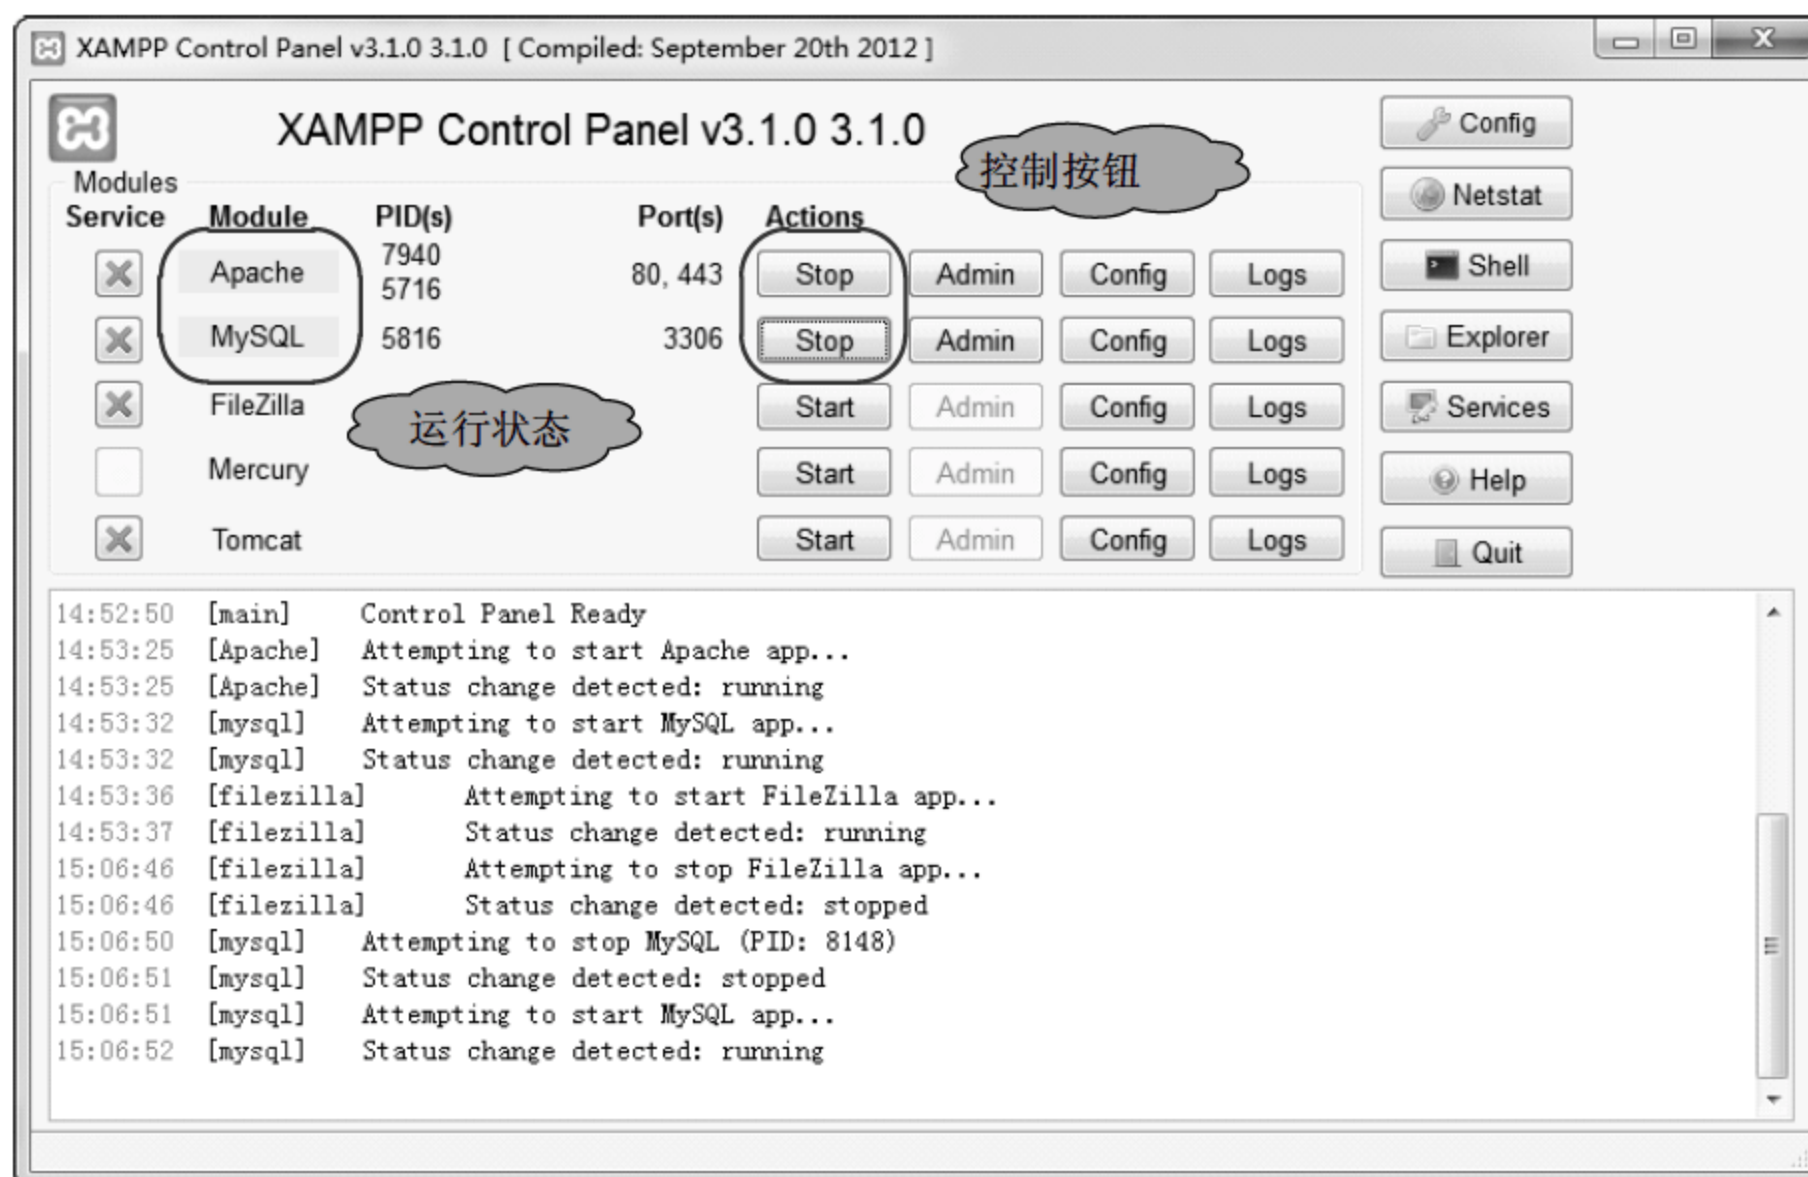 XAMPP Control Panel v3.1.0 3.1.0 [ Compiled: September 20th 2012 ]
XAMPP Control Panel v3.1.0 3.1.0
控制按钮
Config
Modules
Netstat
Service Module PID(s) Port(s) Actions
Apache 7940 5716 80, 443 Stop Admin Config Logs
Shell
MySQL 5816 3306 Stop Admin Config Logs
Explorer
FileZilla Start Admin Config Logs
Services
运行状态
Mercury Start Admin Config Logs
Help
Tomcat Start Admin Config Logs
Quit
14:52:50 [main] Control Panel Ready
14:53:25 [Apache] Attempting to start Apache app...
14:53:25 [Apache] Status change detected: running
14:53:32 [mysql] Attempting to start MySQL app...
14:53:32 [mysql] Status change detected: running
14:53:36 [filezilla] Attempting to start FileZilla app...
14:53:37 [filezilla] Status change detected: running
15:06:46 [filezilla] Attempting to stop FileZilla app...
15:06:46 [filezilla] Status change detected: stopped
15:06:50 [mysql] Attempting to stop MySQL (PID: 8148)
15:06:51 [mysql] Status change detected: stopped
15:06:51 [mysql] Attempting to start MySQL app...
15:06:52 [mysql] Status change detected: running